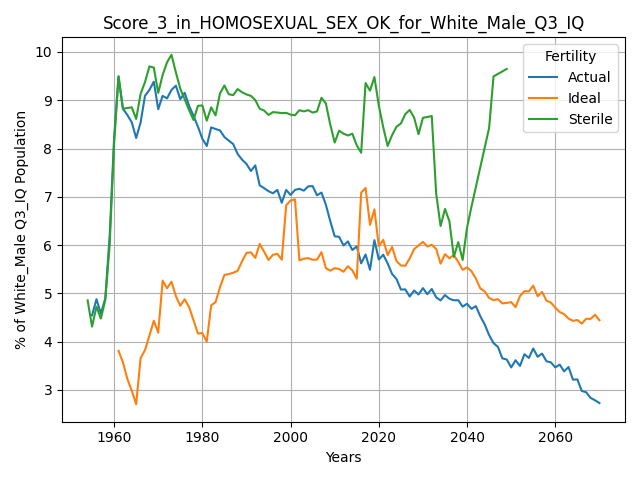 Score_3_in_HOMOSEXUAL_SEX_OK_for_White_Male_Q3_IQ
% of White_Male Q3_IQ Population
10
9
8
7
6
5
4
3
Fertility
Actual
Ideal
Sterile
1960 1980 2000 2020 2040 2060
Years